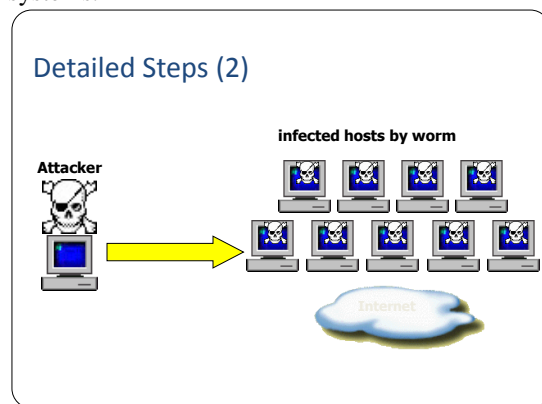 Detailed Steps (2)
infected hosts by worm
Attacker
Internet